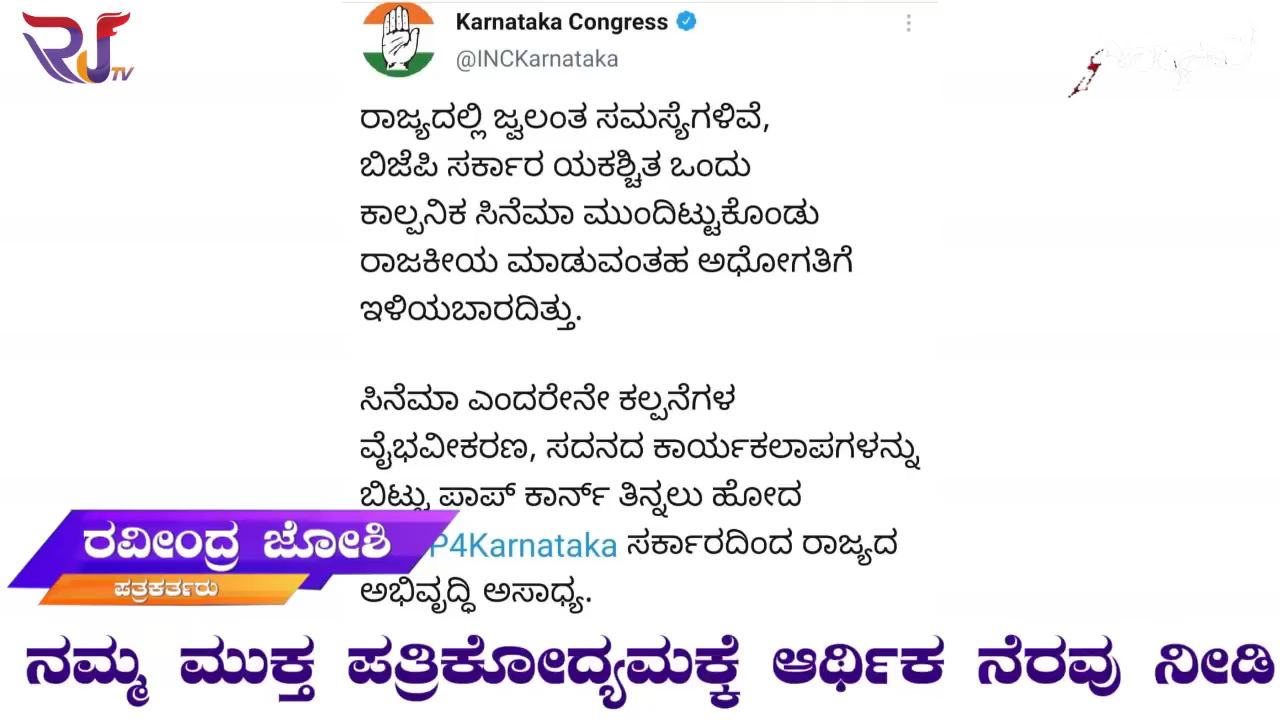 RJ TV
Karnataka Congress
@INCKarnataka
ರಾಜ್ಯದಲ್ಲಿ ಜ್ವಲಂತ ಸಮಸ್ಯೆಗಳಿವೆ,
ಬಿಜೆಪಿ ಸರ್ಕಾರ ಯಕಶ್ಚಿತ ಒಂದು
ಕಾಲ್ಪನಿಕ ಸಿನೆಮಾ ಮುಂದಿಟ್ಟುಕೊಂಡು
ರಾಜಕೀಯ ಮಾಡುವಂತಹ ಅಧೋಗತಿಗೆ
ಇಳಿಯಬಾರದಿತ್ತು.
ಸಿನೆಮಾ ಎಂದರೇನೇ ಕಲ್ಪನೆಗಳ
ವೈಭವೀಕರಣ, ಸದನದ ಕಾರ್ಯಕಲಾಪಗಳನ್ನು
ಬಿಟ್ಟು ಪಾಪ್ ಕಾರ್ನ್ ತಿನ್ನಲು ಹೋದ
P4Karnataka ಸರ್ಕಾರದಿಂದ ರಾಜ್ಯದ
ಅಭಿವೃದ್ಧಿ ಅಸಾಧ್ಯ.
ರವೀಂದ್ರ ಜೋಶಿ
ಪತ್ರಕರ್ತರು
ನಮ್ಮ ಮುಕ್ತ ಪತ್ರಿಕೋದ್ಯಮಕ್ಕೆ ಆರ್ಥಿಕ ನೆರವು ನೀಡಿ